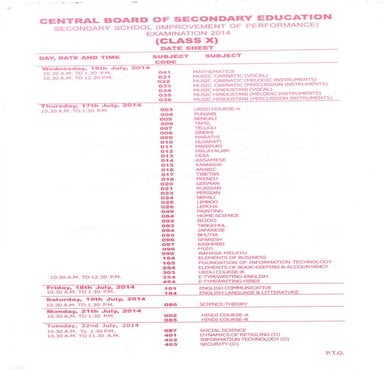 CENTRAL BOARD OF SECONDARY EDUCATION
SECONDARY SCHOOL (IMPROVEMENT OF PERFORMANCE)
EXAMINATION 2014
(CLASS X)
DATE SHEET
DAY, DATE AND TIME SUBJECT CODE SUBJECT
Wednesday, 16th July, 2014
10.30 A.M. TO 1.30 P.M. 041 MATHEMATICS
10.30 A.M. TO 12.30 P.M. 031 MUSIC CARNATIC (VOCAL)
032 MUSIC CARNATIC (MELODIC INSTRUMENTS)
033 MUSIC CARNATIC (PERCUSSION INSTRUMENTS)
034 MUSIC HINDUSTANI (VOCAL)
035 MUSIC HINDUSTANI (MELODIC INSTRUMENTS)
036 MUSIC HINDUSTANI (PERCUSSION INSTRUMENTS)
Thursday, 17th July, 2014
10.30 A.M. TO 1.30 P.M. 003 URDU COURSE-A
004 PUNJABI
005 BENGALI
006 TAMIL
007 TELUGU
008 SINDHI
009 MARATHI
010 GUJARATI
011 MANIPURI
012 MALAYALAM
013 ODIA
014 ASSAMESE
015 KANNADA
016 ARABIC
017 TIBETAN
018 FRENCH
020 GERMAN
021 RUSSIAN
023 PERSIAN
024 NEPALI
025 LIMBOO
026 LEPCHA
049 PAINTING
064 HOME SCIENCE
092 BODO
093 TANGKHUL
094 JAPANESE
095 BHUTIA
096 SPANISH
097 KASHMIRI
098 MIZO
099 BAHASA MELAYU
154 ELEMENTS OF BUSINESS
165 FOUNDATION OF INFORMATION TECHNOLOGY
254 ELEMENTS OF BOOK-KEEPING & ACCOUNTANCY
303 URDU COURSE-B
10.30 A.M. TO 12.30 P.M. 354 E-TYPEWRITING-ENGLISH
454 E-TYPEWRITING-HINDI
Friday, 18th July, 2014 101 ENGLISH COMMUNICATIVE
10.30 A.M. TO 1.30 P.M. 184 ENGLISH LANGUAGE & LITERATURE
Saturday, 19th July, 2014
10.30 A.M. TO 1.30 P.M. 086 SCIENCE-THEORY
Monday, 21st July, 2014
10.30 A.M. TO 1.30 P.M. 002 HINDI COURSE-A
085 HINDI COURSE-B
Tuesday, 22nd July, 2014
10.30 A.M. To 1.30 P.M. 087 SOCIAL SCIENCE
10.30 A.M. TO 11.30 A.M. 401 DYNAMICS OF RETAILING (O)
402 INFORMATION TECHNOLOGY (O)
403 SECURITY (O)
P.T.O.